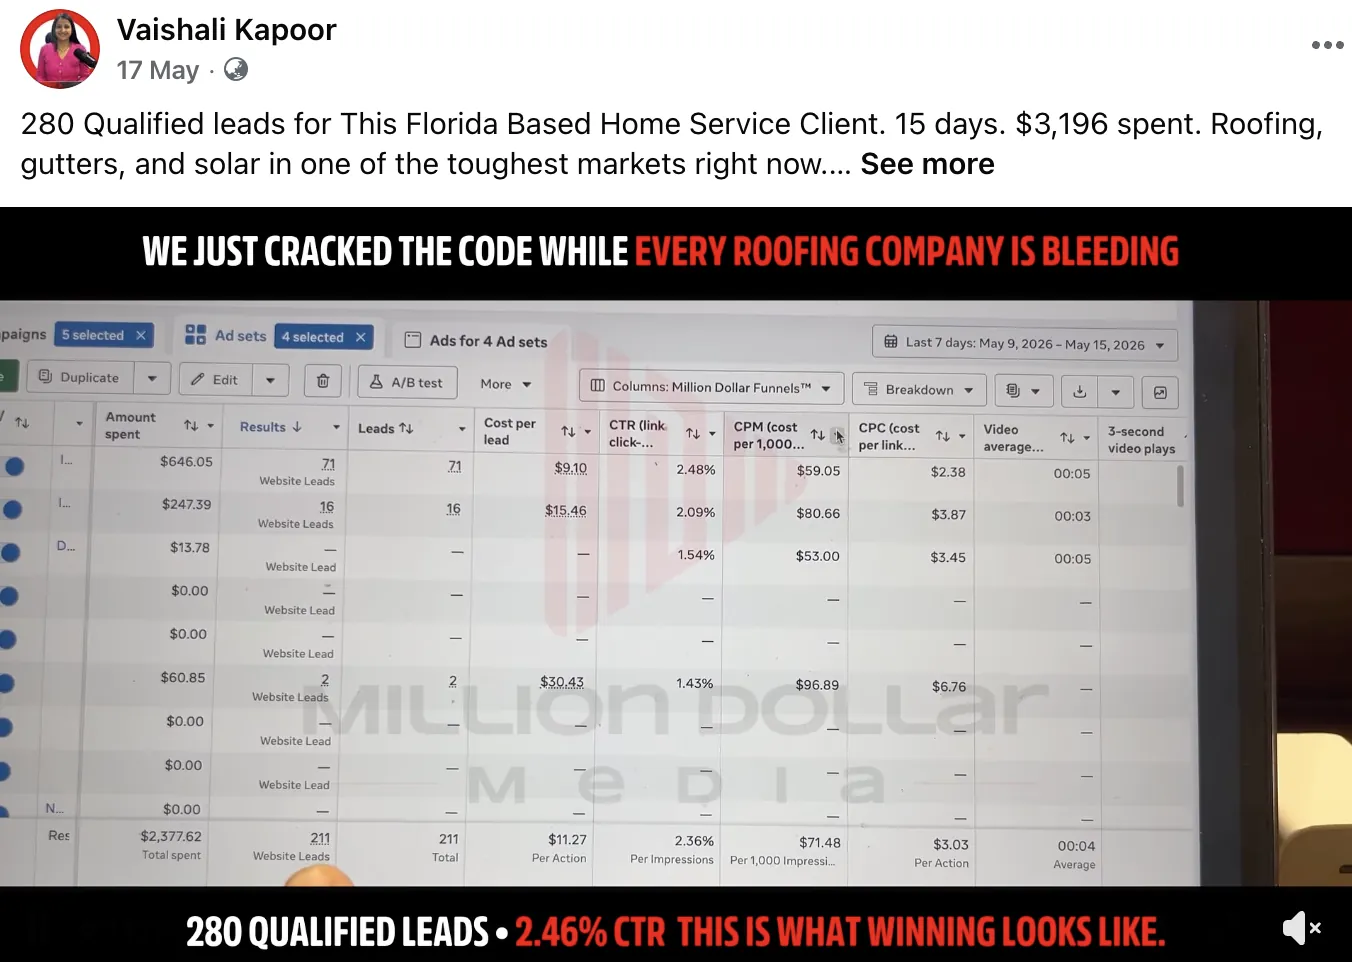 Vaishali Kapoor
17 May ·
280 Qualified leads for This Florida Based Home Service Client. 15 days. $3,196 spent. Roofing,
gutters, and solar in one of the toughest markets right now.... See more
WE JUST CRACKED THE CODE WHILE EVERY ROOFING COMPANY IS BLEEDING
paigns 5 selected × Ad sets 4 selected × Ads for 4 Ad sets Last 7 days: May 9, 2026 – May 15, 2026
e Duplicate Edit A/B test More Columns: Million Dollar Funnels™ Breakdown
Amount spent Results ↓ Leads ↑↓ Cost per lead CTR (link click-... CPM (cost per 1,000... CPC (cost per link... Video average... 3-second video plays
I... $646.05 71 71 $9.10 2.48% $59.05 $2.38 00:05
Website Leads
I... $247.39 16 16 $15.46 2.09% $80.66 $3.87 00:03
Website Leads
D... $13.78 — — — 1.54% $53.00 $3.45 00:05
Website Lead
$0.00 — — — — — — —
Website Lead
$0.00 — — — — — — —
Website Lead
$60.85 2 2 $30.43 1.43% $96.89 $6.76 —
Website Leads
$0.00 — — — — — — —
Website Lead
$0.00 — — — — — — —
Website Lead
N... $0.00 — — — — — — —
Res $2,377.62 211 211 $11.27 2.36% $71.48 $3.03 00:04
Total spent Website Leads Total Per Action Per Impressions Per 1,000 Impressi... Per Action Average
MILLION DOLLar
MeDIa
280 QUALIFIED LEADS • 2.46% CTR THIS IS WHAT WINNING LOOKS LIKE.